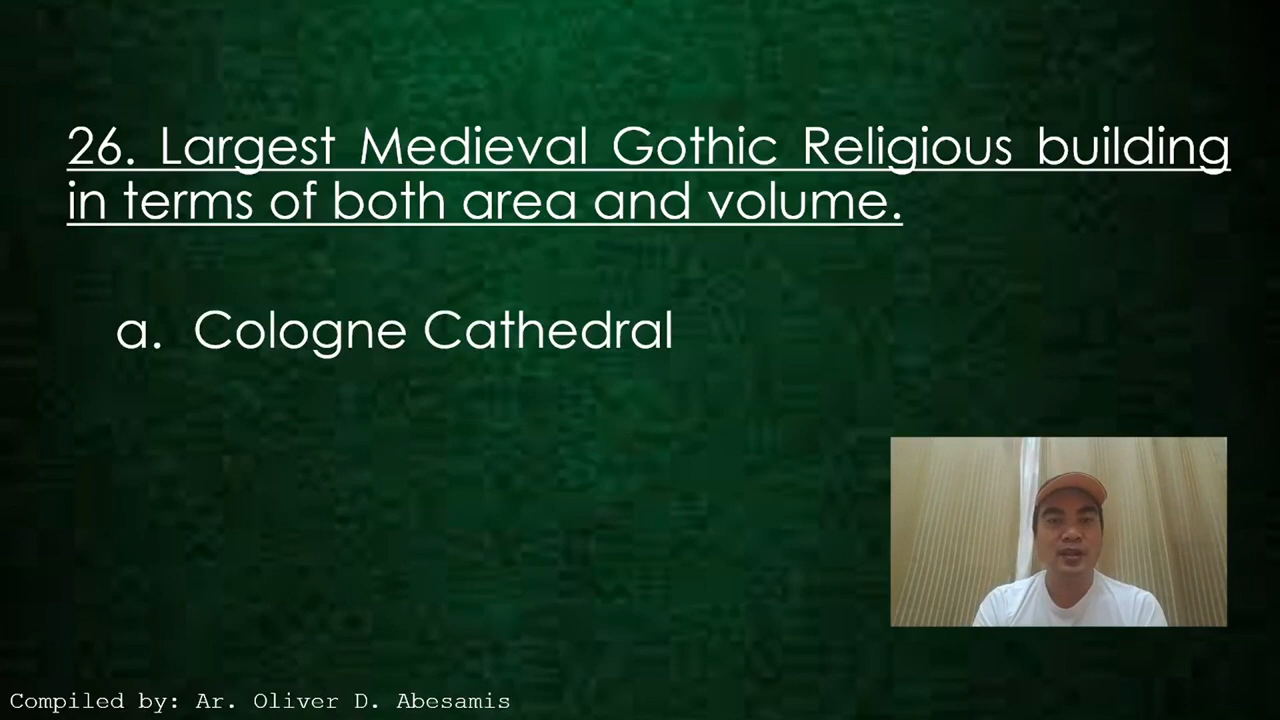 26. Largest Medieval Gothic Religious building
in terms of both area and volume.
a. Cologne Cathedral
Compiled by: Ar. Oliver D. Abesamis